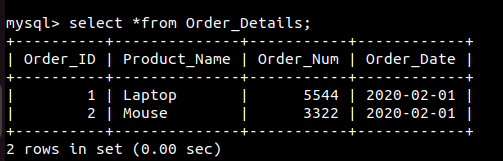 mysql> select *from Order_Details;
+----------+--------------+-----------+------------+
| Order_ID | Product_Name | Order_Num | Order_Date |
+----------+--------------+-----------+------------+
|        1 | Laptop       |      5544 | 2020-02-01 |
|        2 | Mouse        |      3322 | 2020-02-01 |
+----------+--------------+-----------+------------+
2 rows in set (0.00 sec)